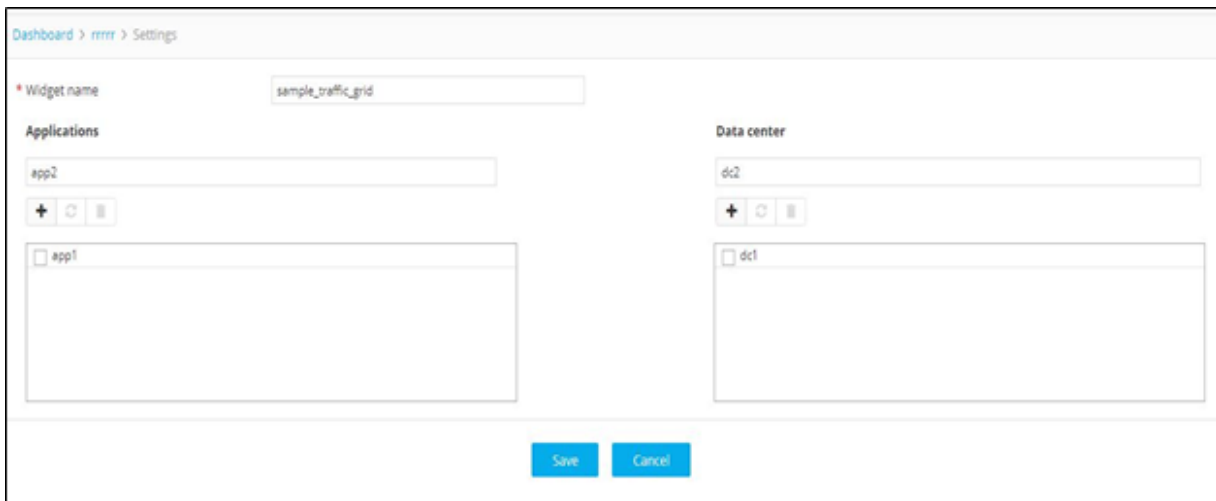 Dashboard > rrrrr > Settings
* Widget name
sample_traffic_grid
Applications
Data center
app2
dc2
app1
dc1
Save
Cancel